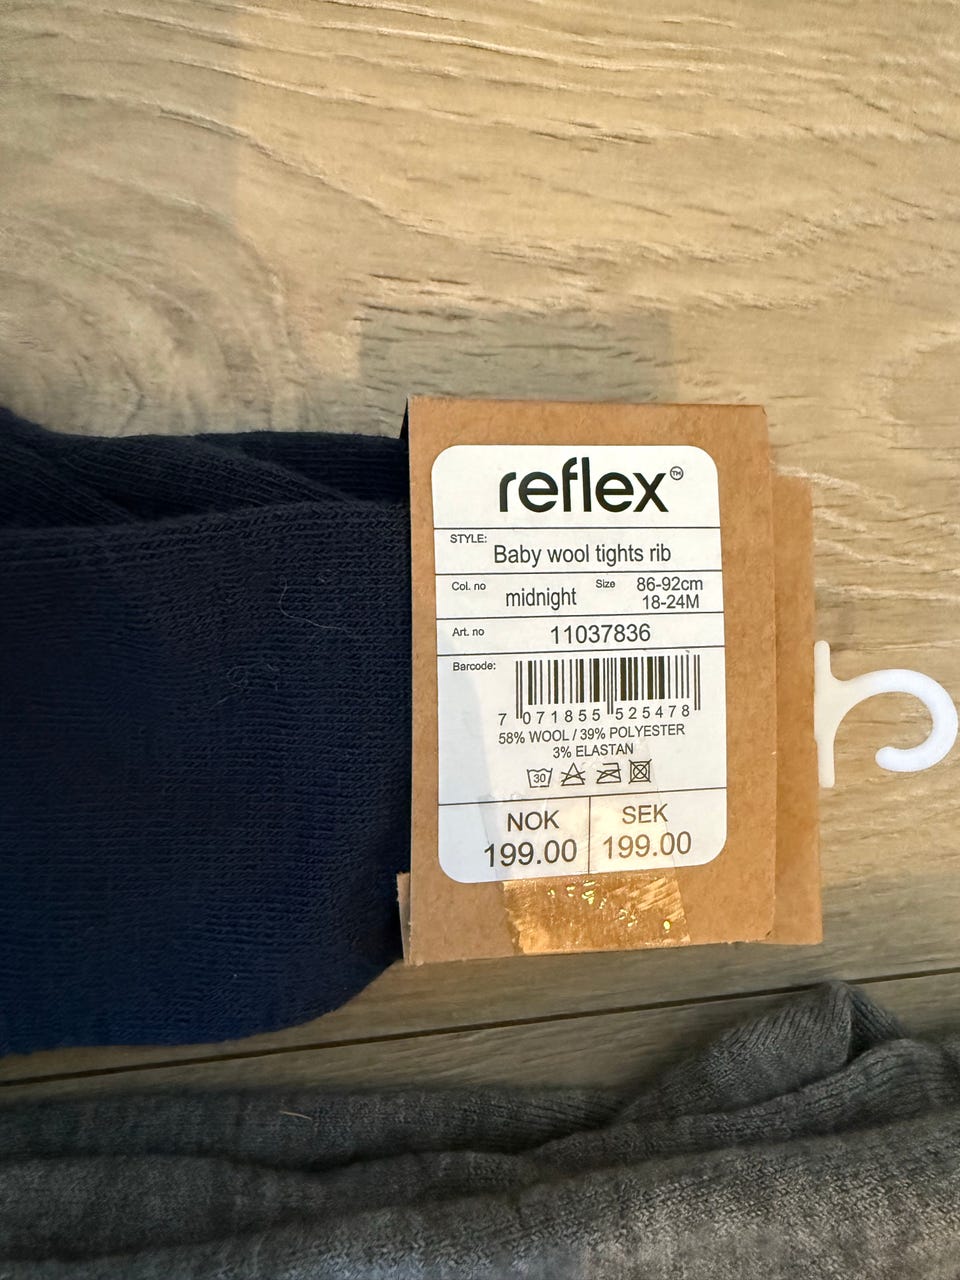 reflex™
STYLE:
Baby wool tights rib
Col. no midnight Size 86-92cm
18-24M
Art. no 11037836
Barcode:
7 071855 525478
58% WOOL / 39% POLYESTER
3% ELASTAN
30
NOK SEK
199.00 199.00